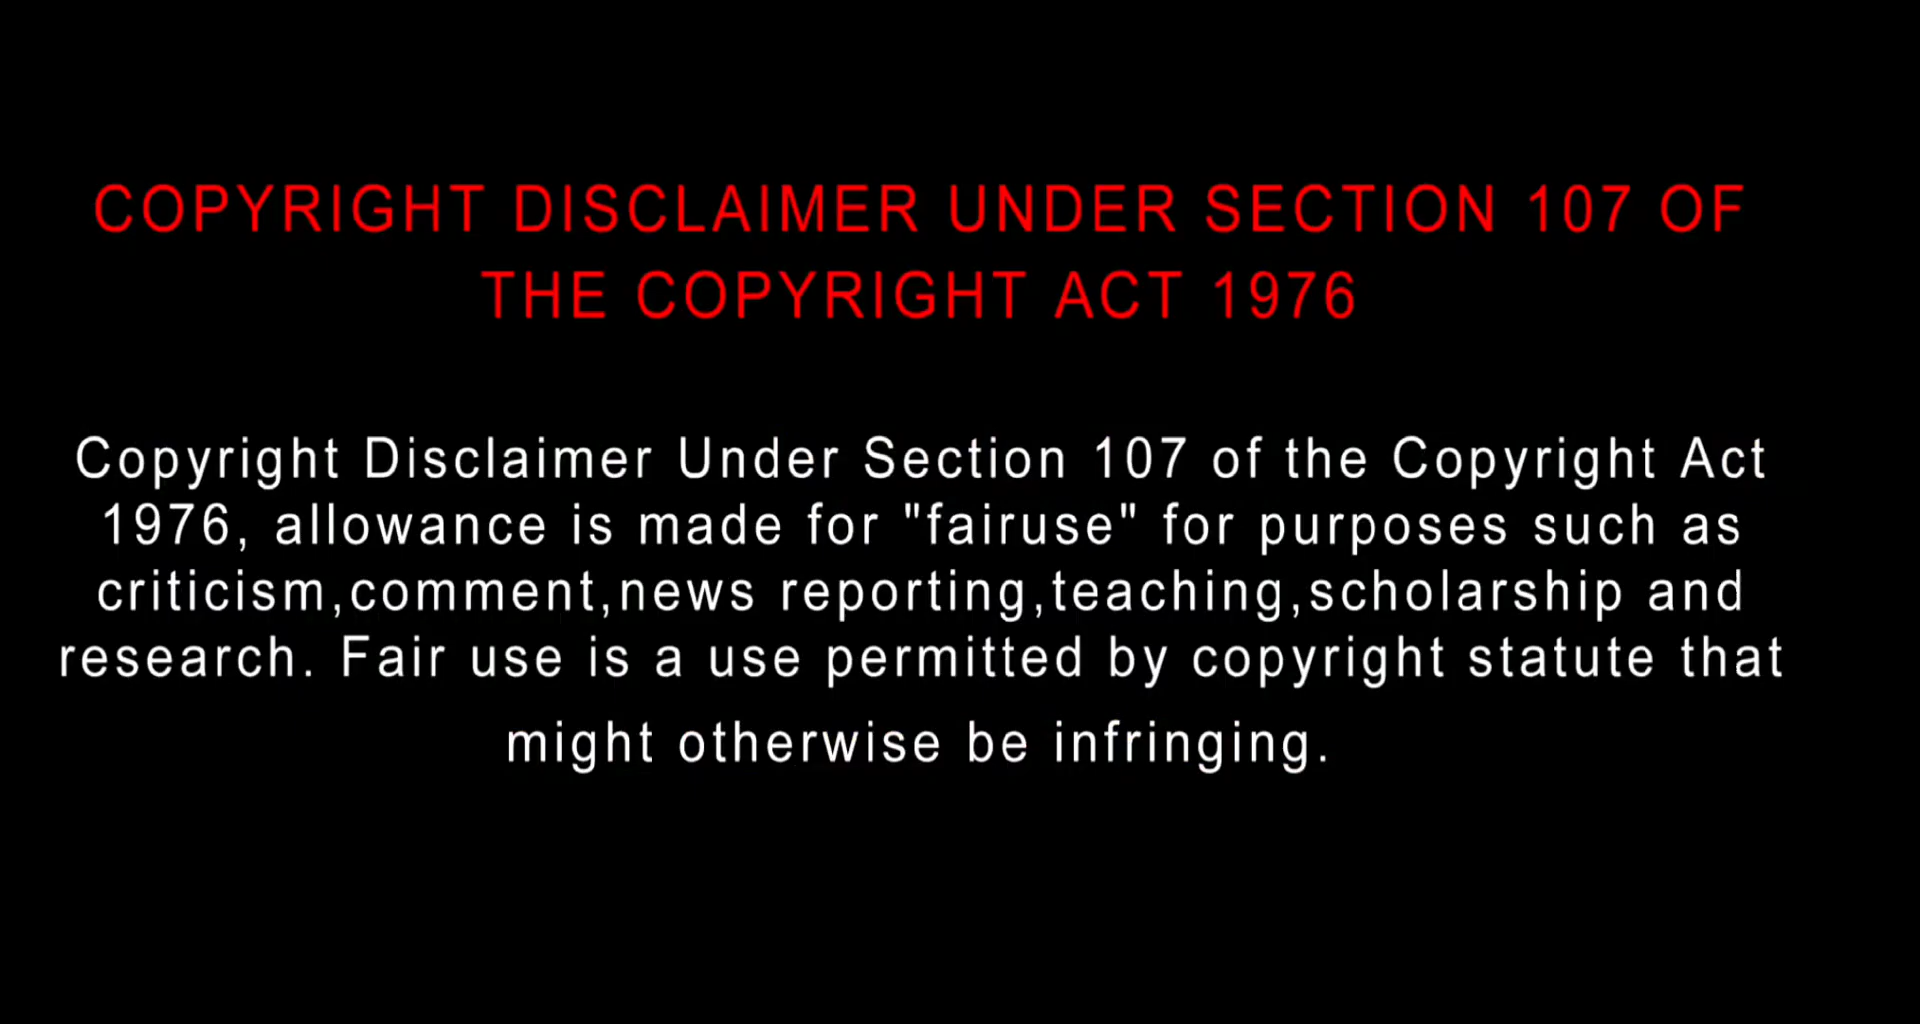 COPYRIGHT DISCLAIMER UNDER SECTION 107 OF
THE COPYRIGHT ACT 1976
Copyright Disclaimer Under Section 107 of the Copyright Act
1976, allowance is made for "fairuse" for purposes such as
criticism,comment,news reporting,teaching,scholarship and
research. Fair use is a use permitted by copyright statute that
might otherwise be infringing.